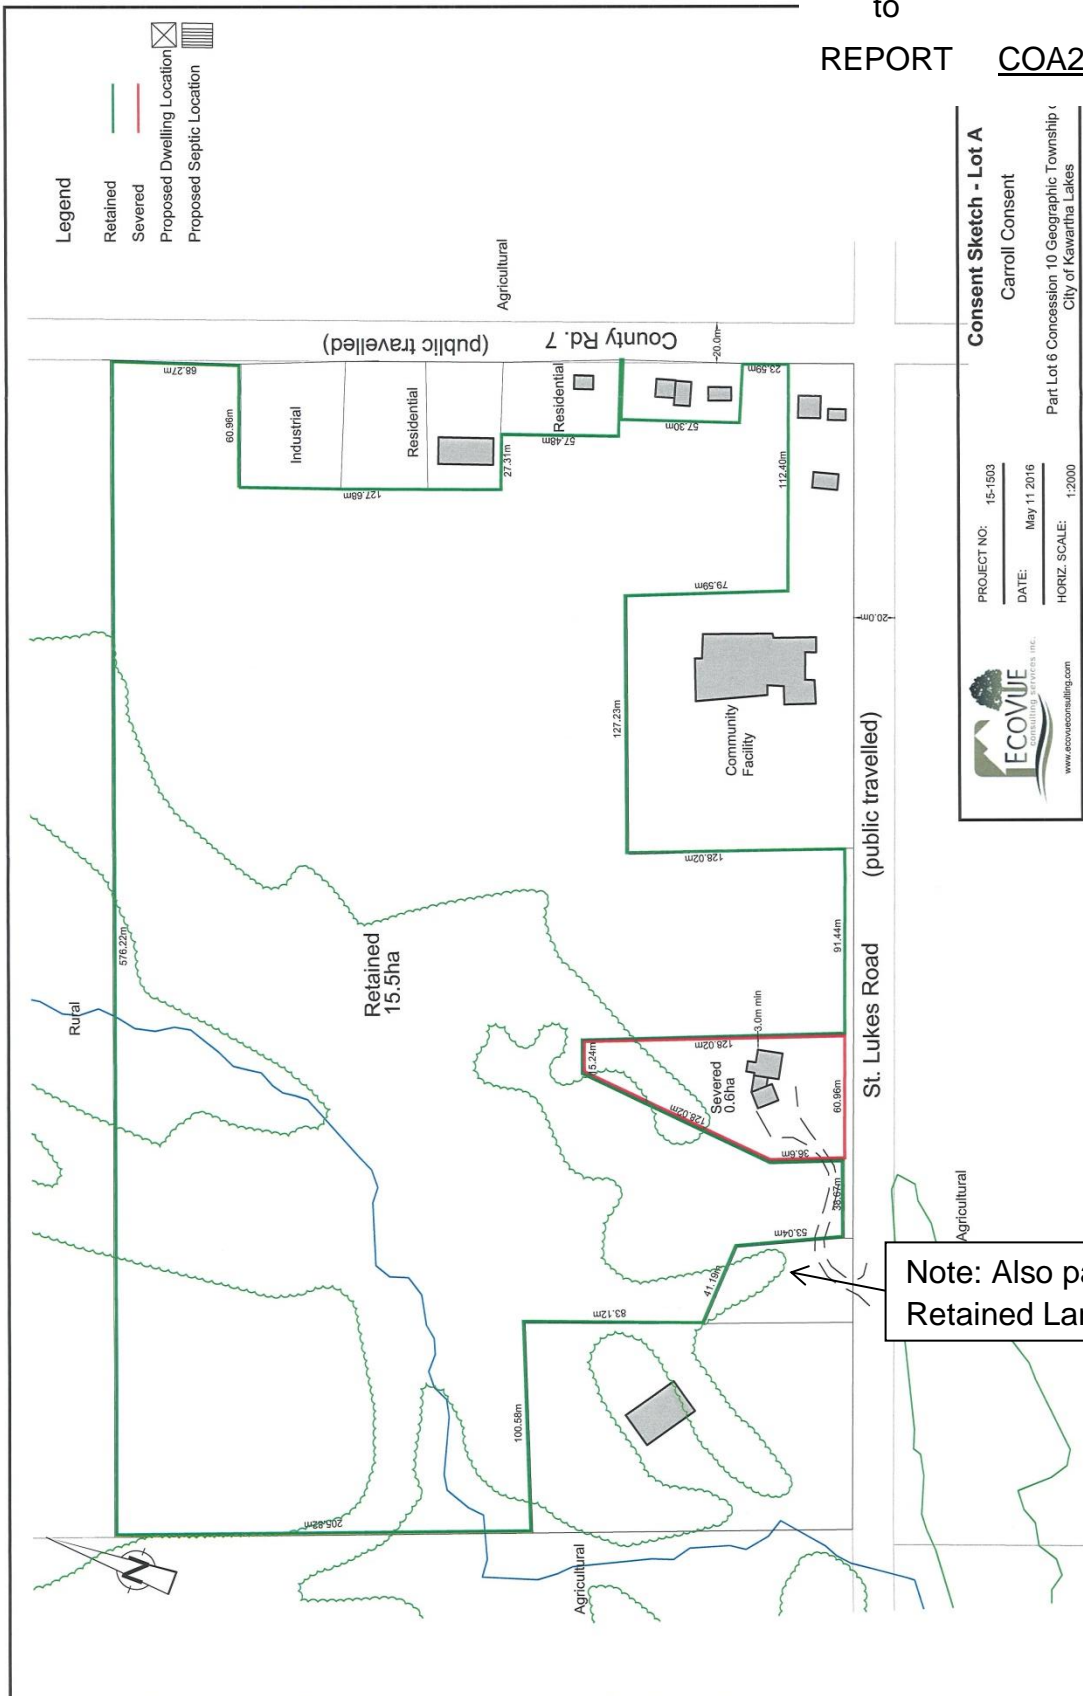 to
REPORT COA2
Legend
Retained
Severed
Proposed Dwelling Location
Proposed Septic Location
Agricultural
County Rd. 7
(public travelled)
20.0m
68.27m
60.96m
Industrial
127.68m
Residential
27.31m
Residential
57.48m
57.30m
23.59m
112.40m
79.59m
127.23m
Community
Facility
128.02m
20.0m
576.22m
Rural
Retained
15.5ha
91.44m
St. Lukes Road
(public travelled)
15.24m
128.02m
3.0m min
Severed
0.6ha
128.02m
60.96m
36.6m
53.04m
41.19m
83.12m
100.58m
205.82m
Agricultural
Agricultural
N
Note: Also pa
Retained Lan
Consent Sketch - Lot A
Carroll Consent
Part Lot 6 Concession 10 Geographic Township
City of Kawartha Lakes
PROJECT NO: 15-1503
DATE: May 11 2016
HORIZ. SCALE: 1:2000
ECOVUE
consulting services inc.
www.ecovueconsulting.com